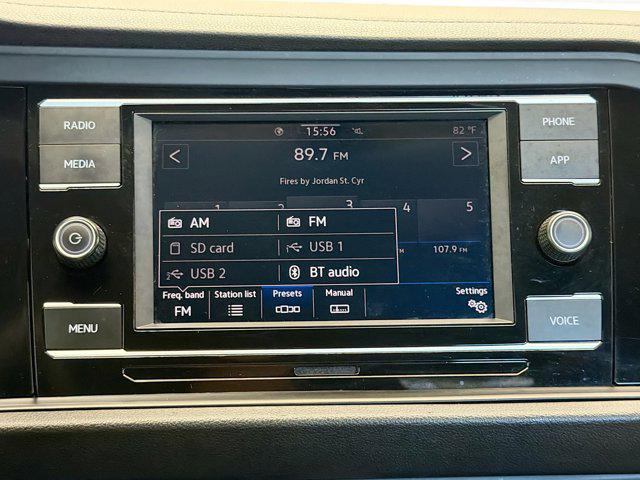 RADIO
MEDIA
MENU
PHONE
APP
VOICE
15:56
82 °F
89.7 FM
Fires by Jordan St. Cyr
1 2 3 4 5
107.9 FM
AM FM
SD card USB 1
USB 2 BT audio
Freq. band Station list Presets Manual Settings
FM